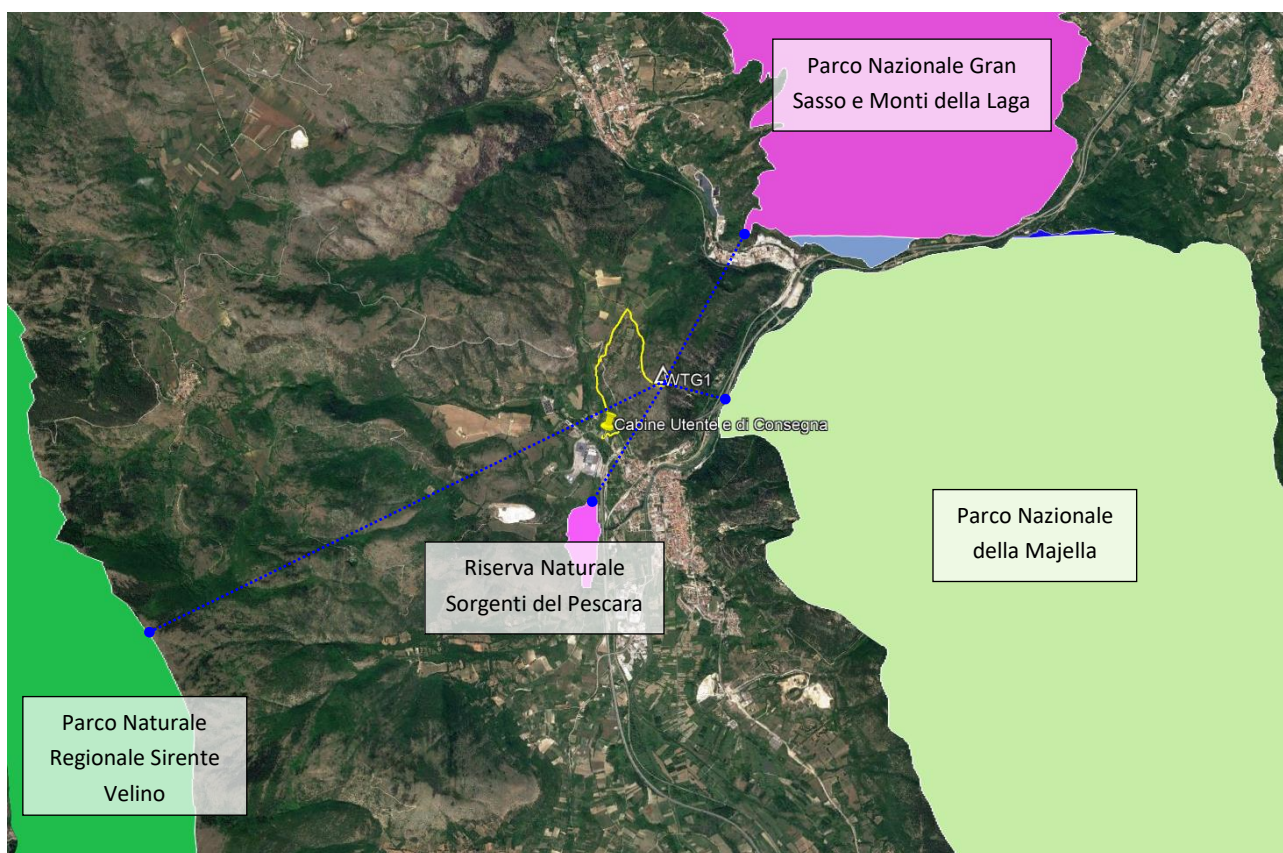 Parco Nazionale Gran
Sasso e Monti della Laga
WTG1
Cabine Utente e di Consegna
Parco Nazionale
della Majella
Riserva Naturale
Sorgenti del Pescara
Parco Naturale
Regionale Sirente
Velino